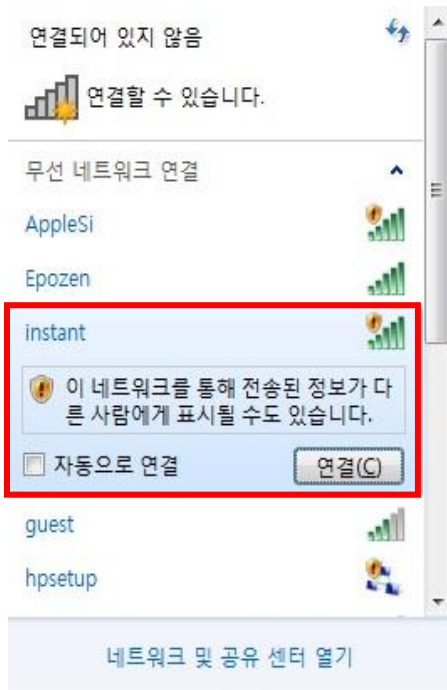 연결되어 있지 않음
연결할 수 있습니다.
무선 네트워크 연결
AppleSi
Epozen
instant
이 네트워크를 통해 전송된 정보가 다
른 사람에게 표시될 수도 있습니다.
자동으로 연결
연결(C)
guest
hpsetup
네트워크 및 공유 센터 열기